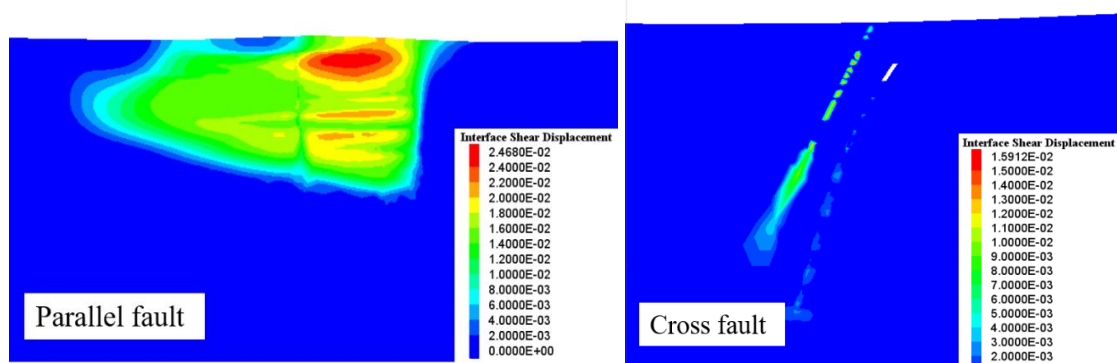 Interface Shear Displacement
2.4680E-02
2.4000E-02
2.2000E-02
2.0000E-02
1.8000E-02
1.6000E-02
1.4000E-02
1.2000E-02
1.0000E-02
8.0000E-03
6.0000E-03
4.0000E-03
2.0000E-03
0.0000E+00
Parallel fault
Interface Shear Displacement
1.5912E-02
1.5000E-02
1.4000E-02
1.3000E-02
1.2000E-02
1.1000E-02
1.0000E-02
9.0000E-03
8.0000E-03
7.0000E-03
6.0000E-03
5.0000E-03
4.0000E-03
3.0000E-03
2.0000E-03
Cross fault